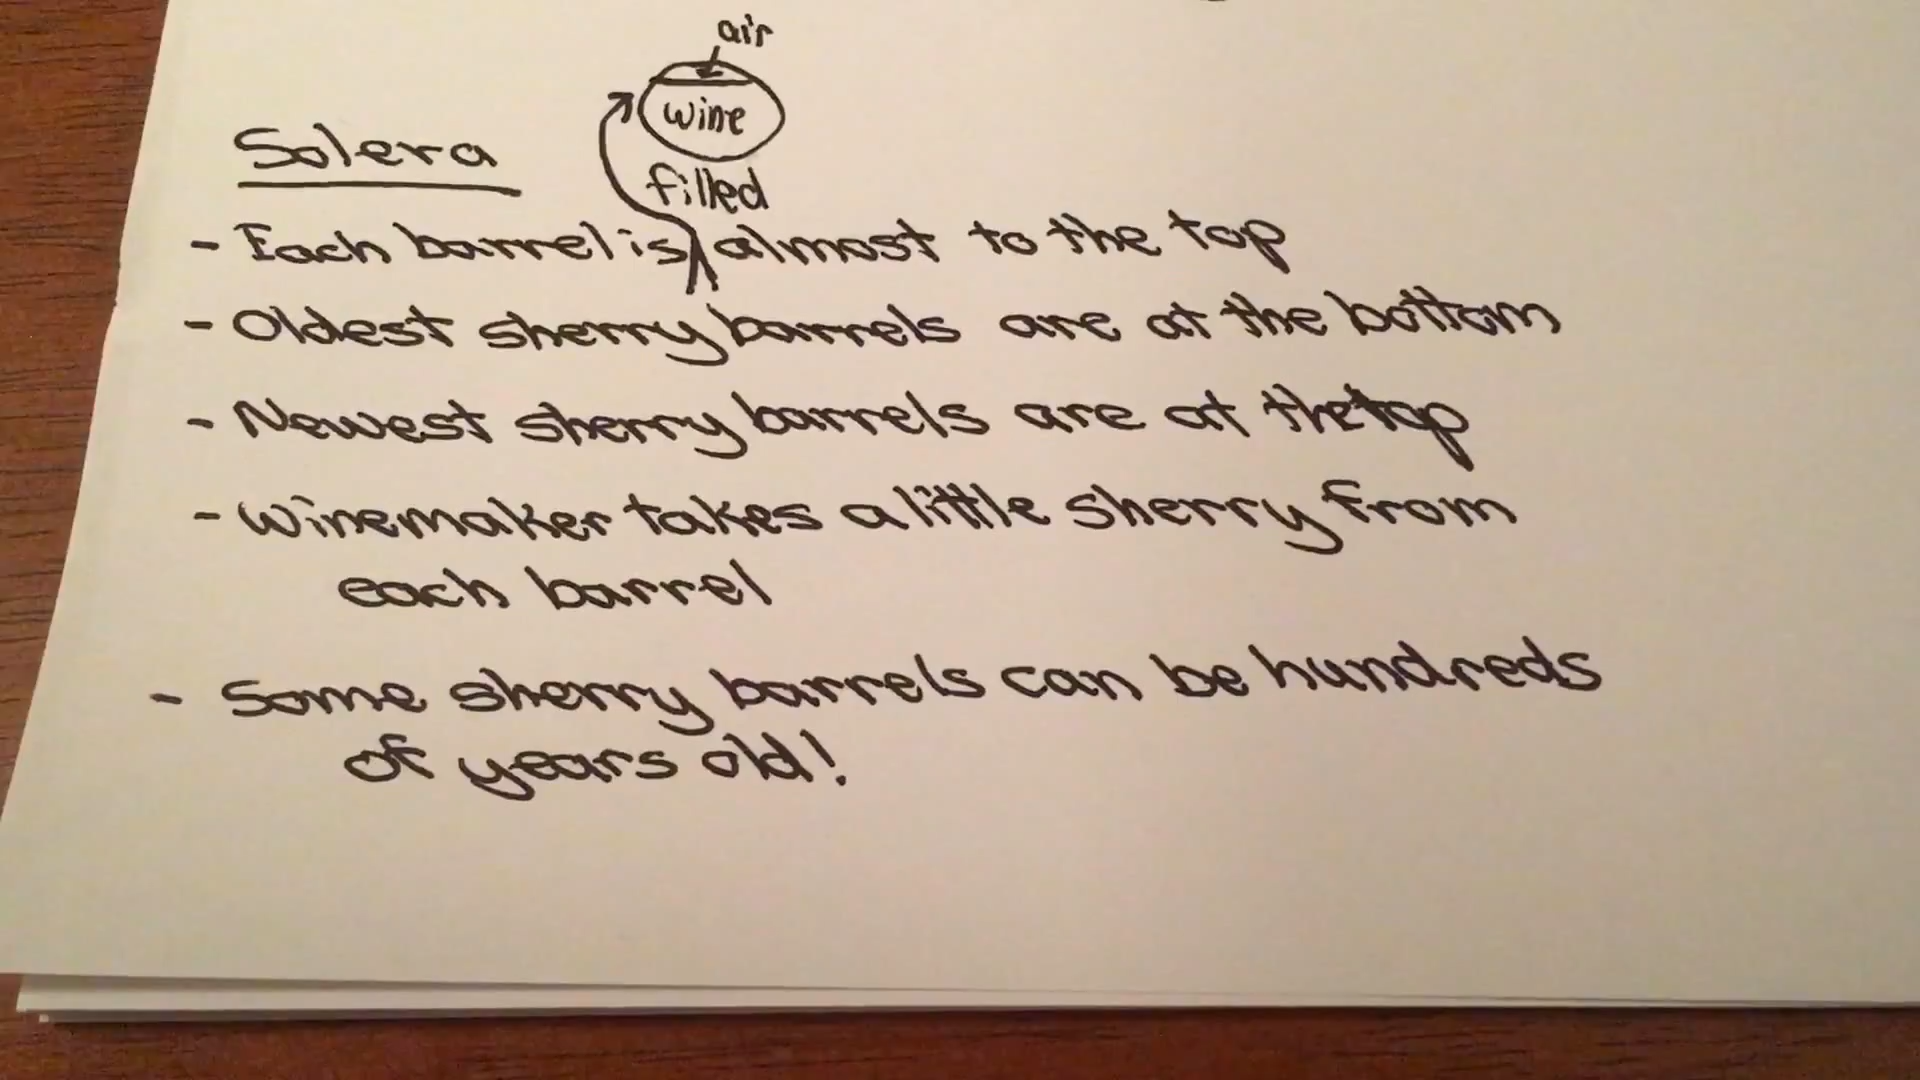 air
wine
Solera
filled
- Each barrel is almost to the top
- Oldest sherry barrels are at the bottom
- Newest sherry barrels are at the top
- Winemaker takes a little sherry from
each barrel
- Some sherry barrels can be hundreds
of years old!